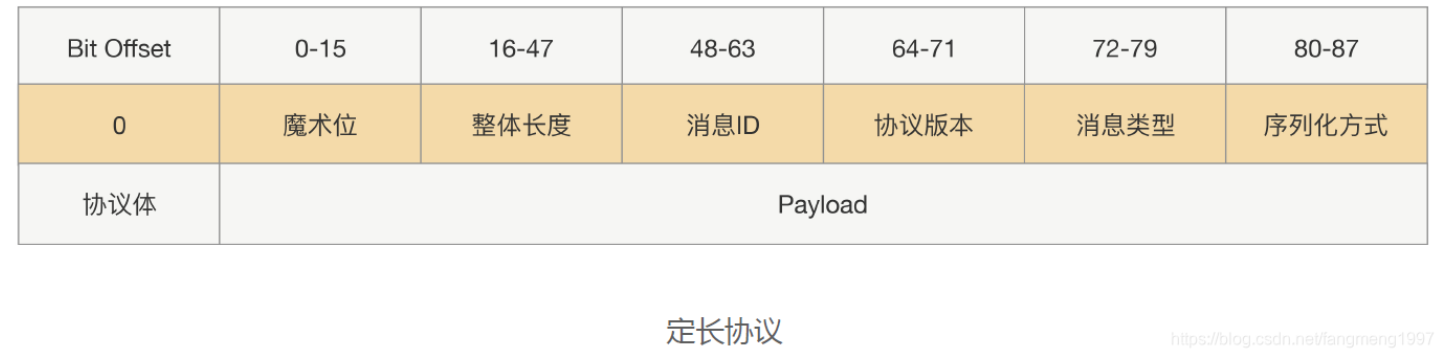 Bit Offset 0-15 16-47 48-63 64-71 72-79 80-87
0 魔术位 整体长度 消息ID 协议版本 消息类型 序列化方式
协议体 Payload
定长协议
https://blog.csdn.net/fangmeng1997